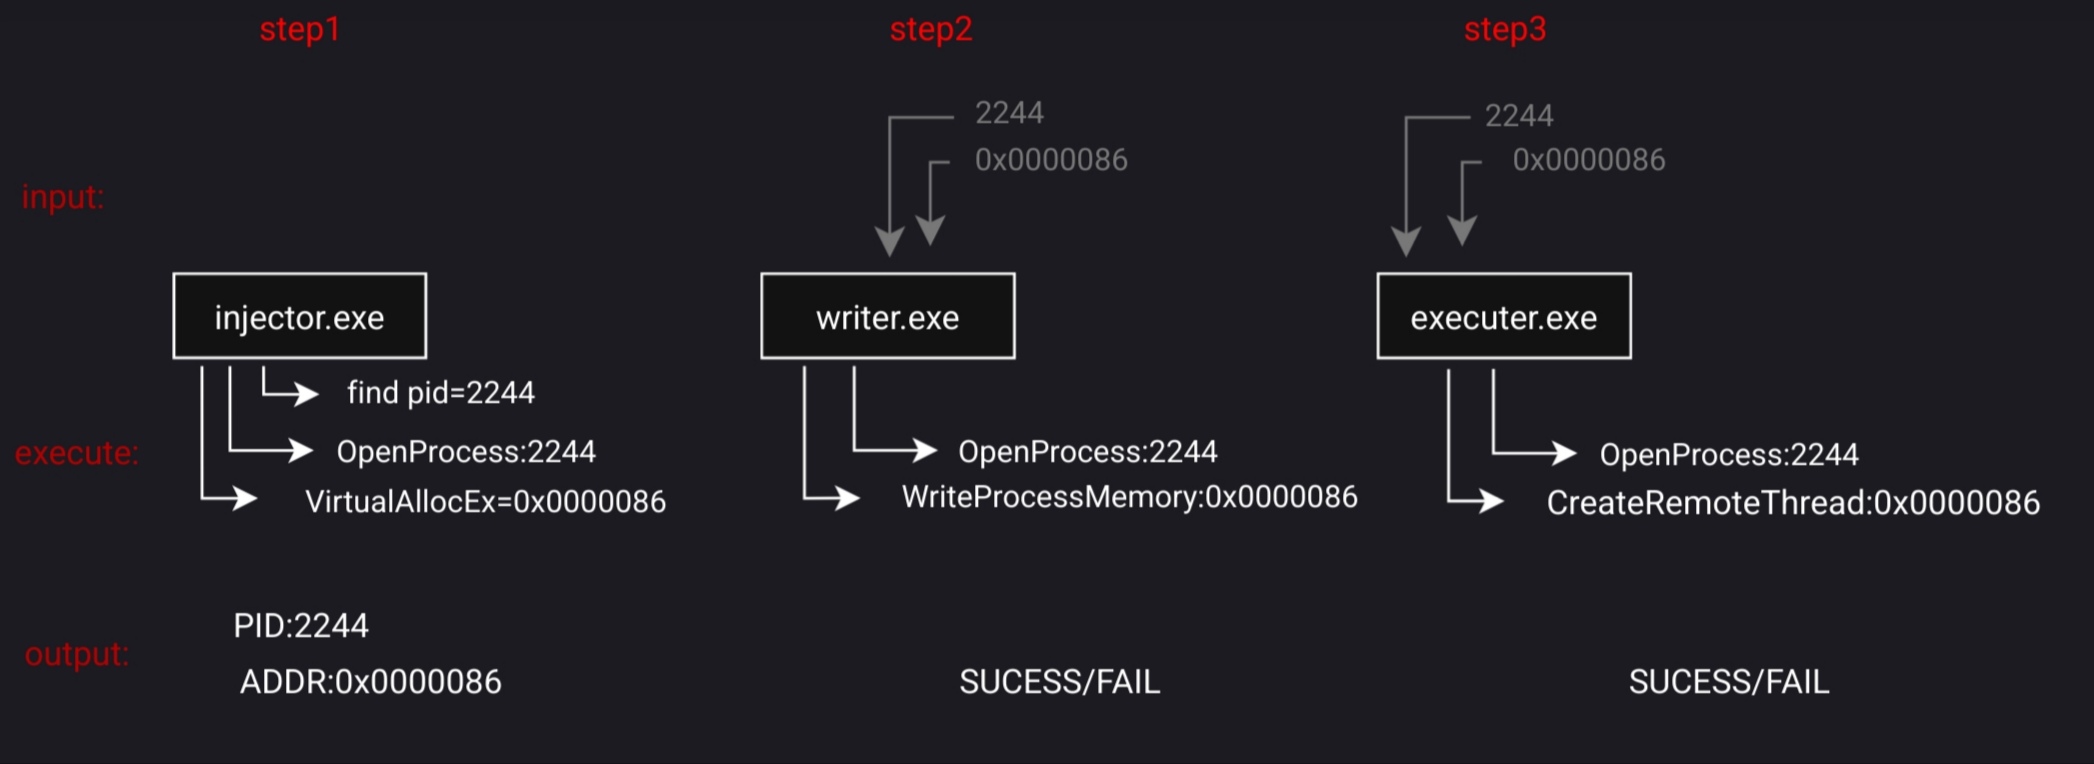 step1
step2
step3
input:
2244
0x0000086
2244
0x0000086
injector.exe
writer.exe
executer.exe
execute:
find pid=2244
OpenProcess:2244
VirtualAllocEx=0x0000086
OpenProcess:2244
WriteProcessMemory:0x0000086
OpenProcess:2244
CreateRemoteThread:0x0000086
output:
PID:2244
ADDR:0x0000086
SUCESS/FAIL
SUCESS/FAIL